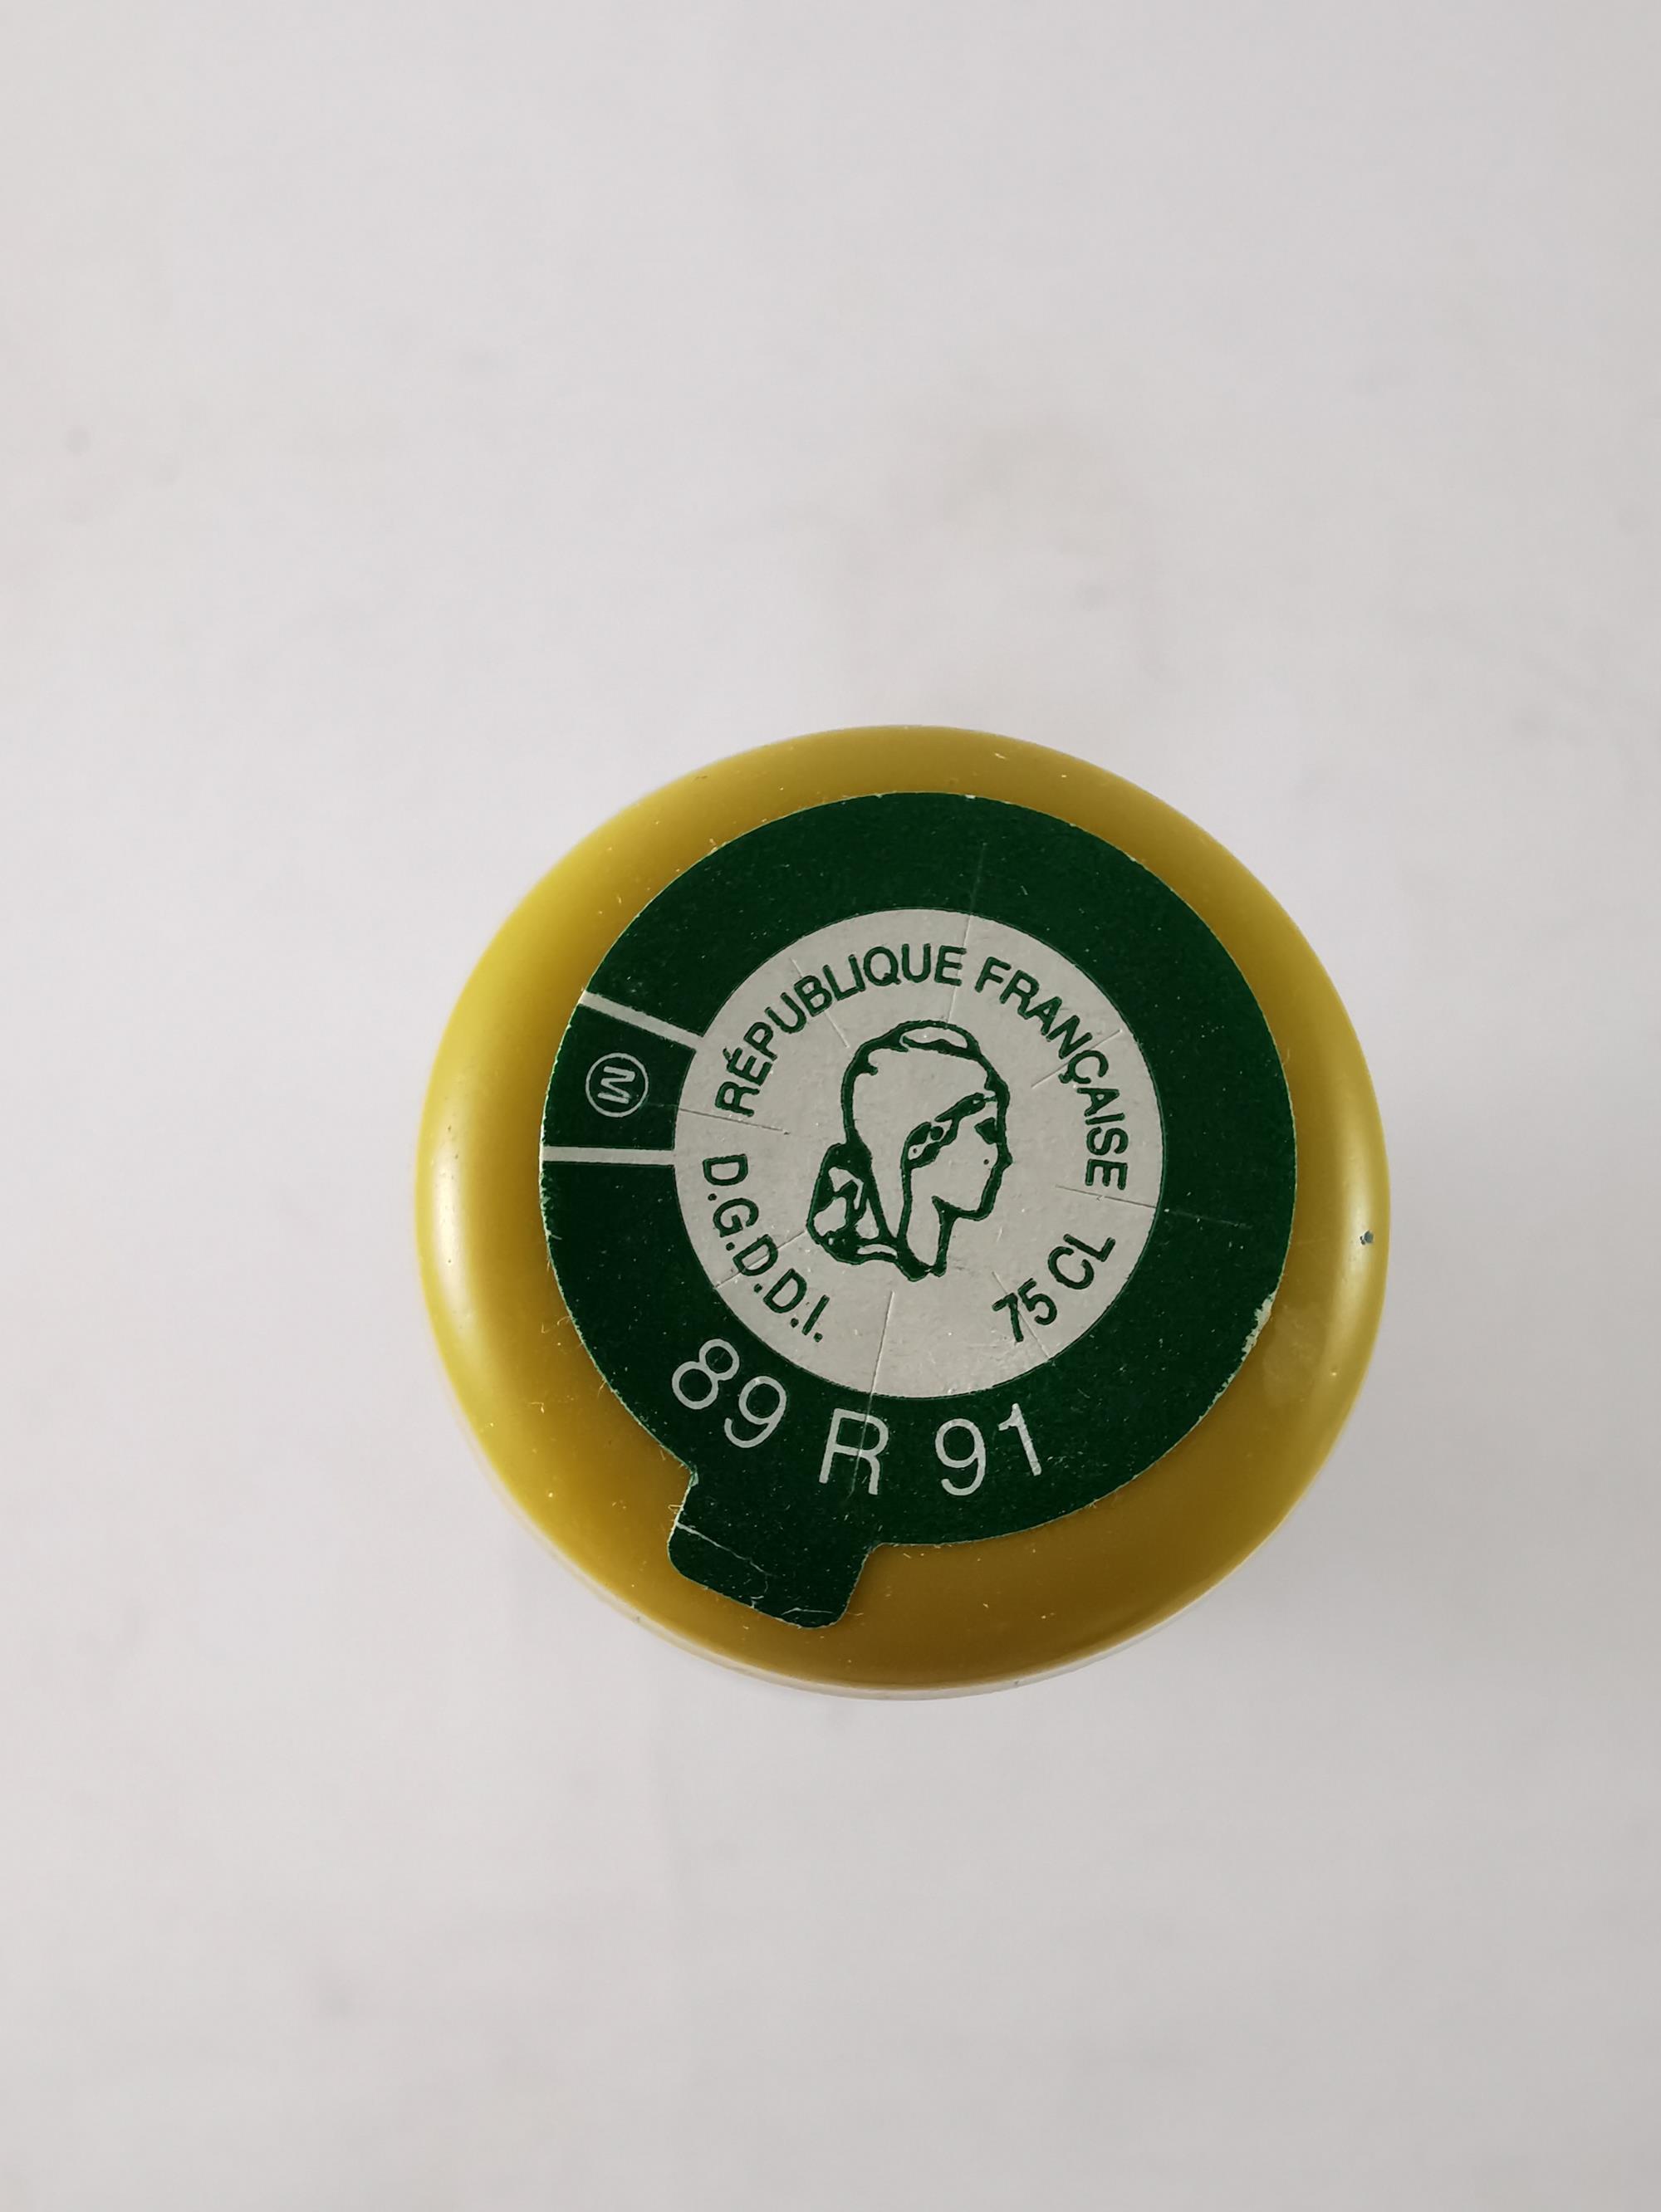 RÉPUBLIQUE FRANÇAISE
D.G.D.D.I.
75 CL
89 R 91
M